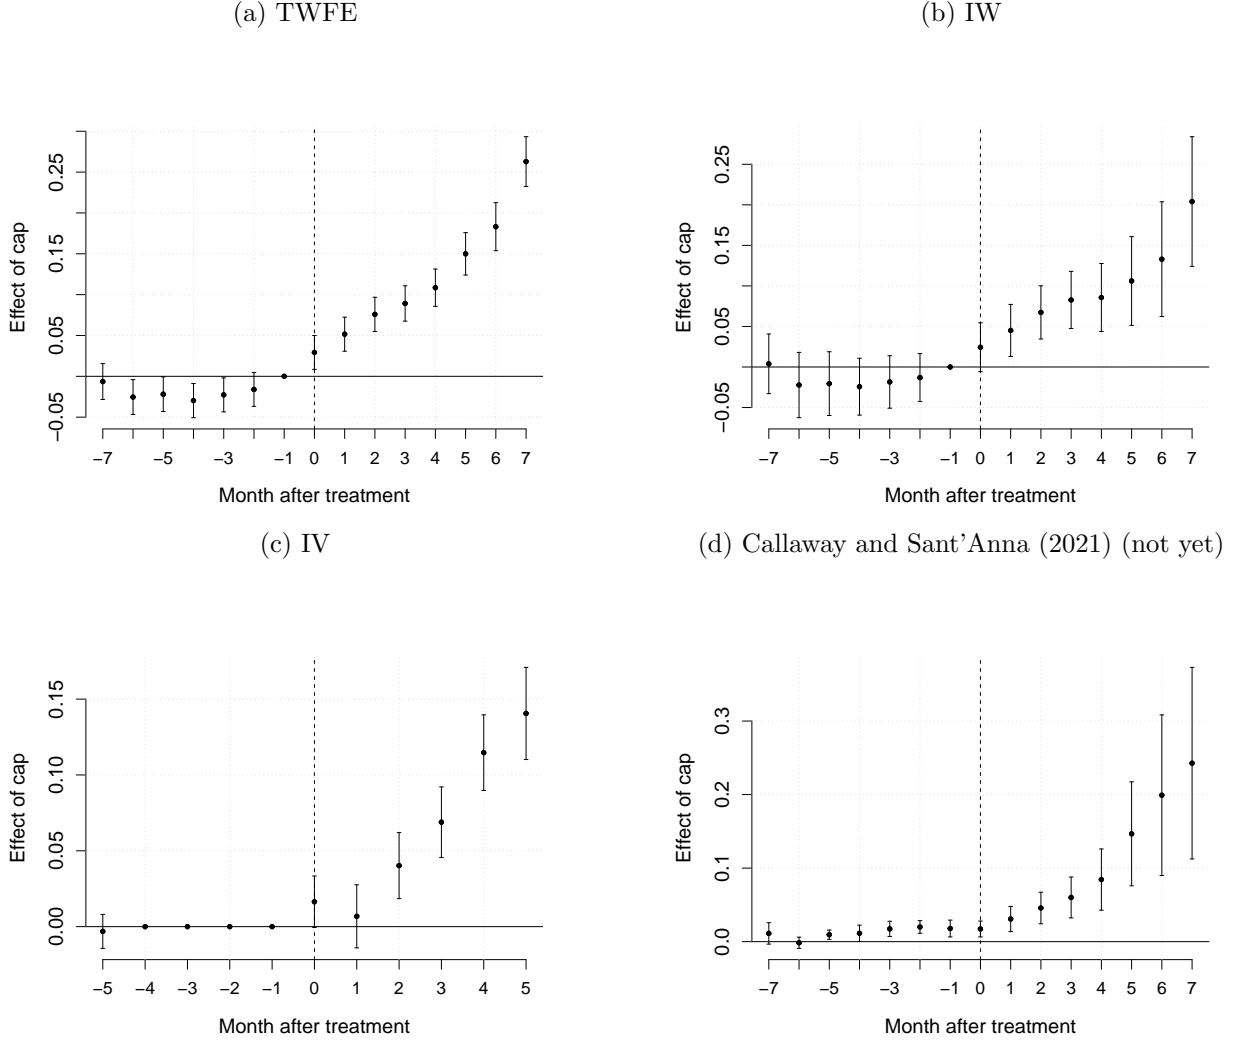 (a) TWFE
Effect of cap
0.25
0.15
0.05
−0.05
−7 −5 −3 −1 0 1 2 3 4 5 6 7
Month after treatment
(b) IW
Effect of cap
0.25
0.15
0.05
−0.05
−7 −5 −3 −1 0 1 2 3 4 5 6 7
Month after treatment
(c) IV
Effect of cap
0.15
0.10
0.05
0.00
−5 −4 −3 −2 −1 0 1 2 3 4 5
Month after treatment
(d) Callaway and Sant'Anna (2021) (not yet)
Effect of cap
0.3
0.2
0.1
0.0
−7 −5 −3 −1 0 1 2 3 4 5 6 7
Month after treatment